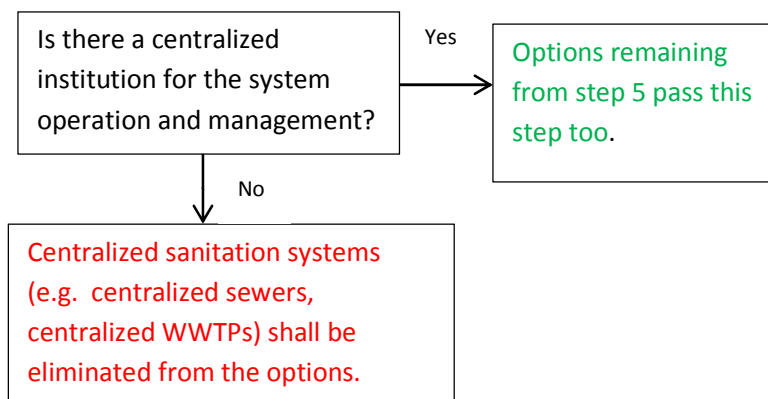 Is there a centralized
institution for the system
operation and management?
Yes
Options remaining
from step 5 pass this
step too.
No
Centralized sanitation systems
(e.g. centralized sewers,
centralized WWTPs) shall be
eliminated from the options.